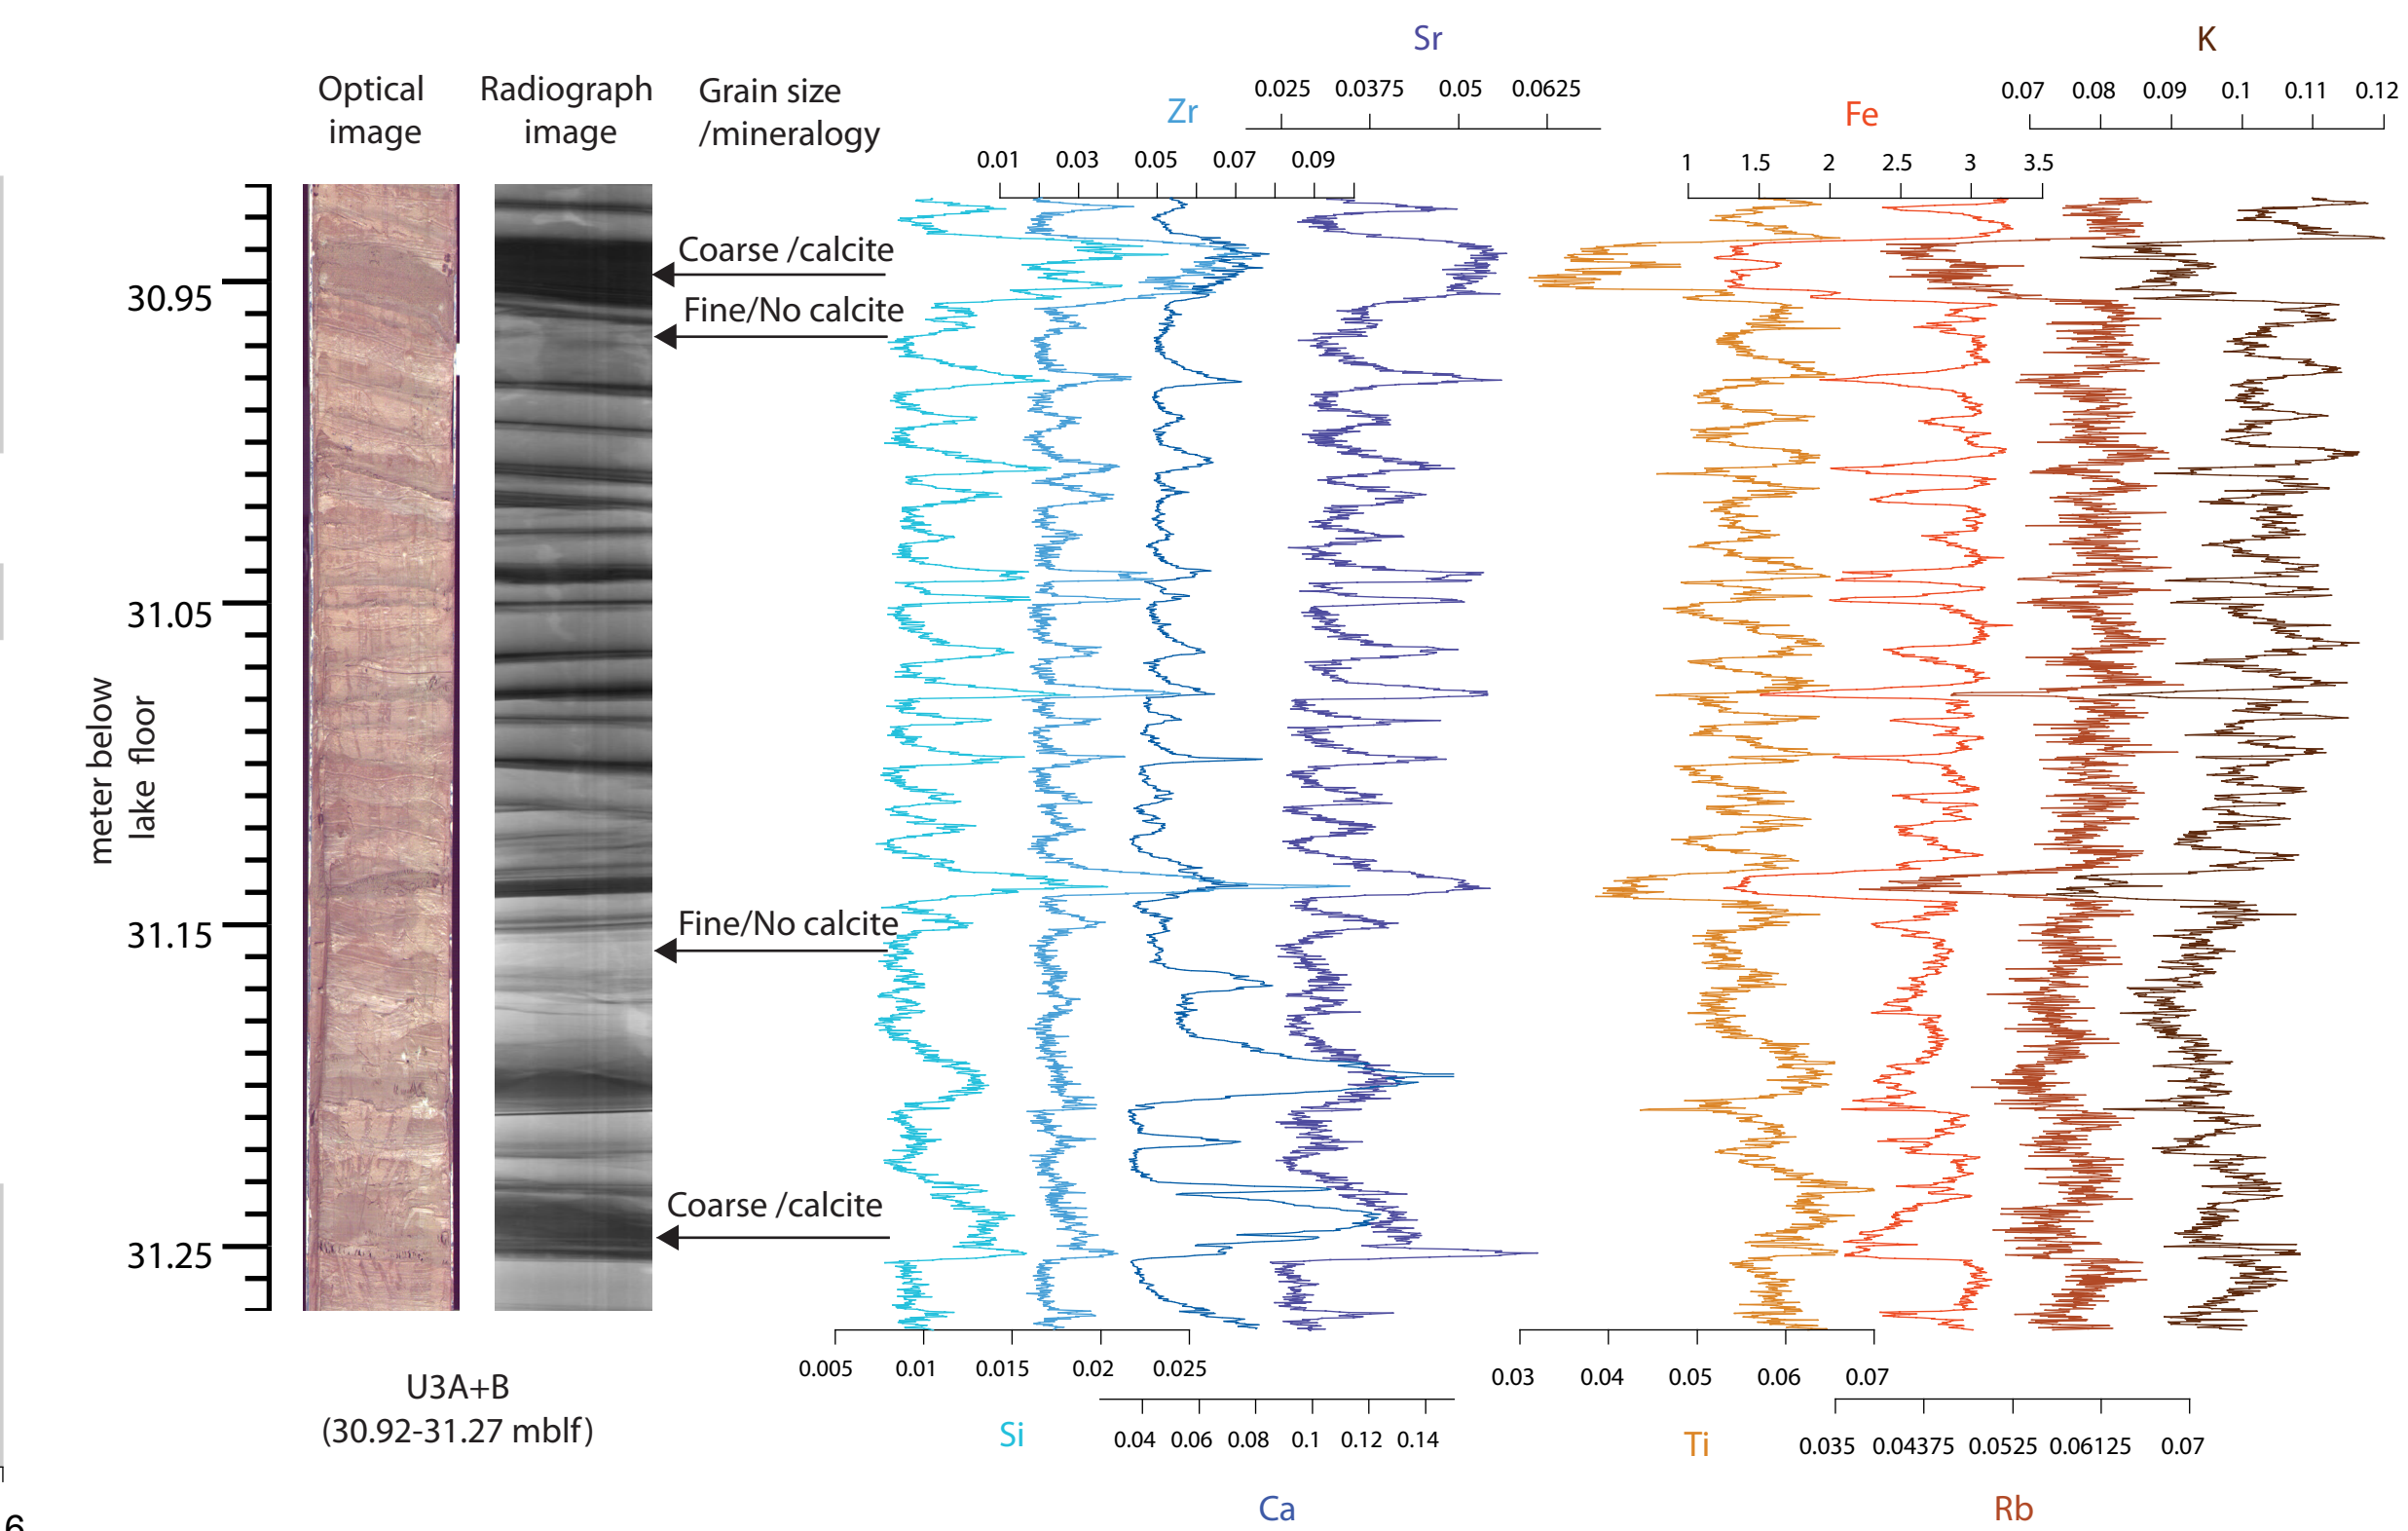 Sr
K
Optical
image
Radiograph
image
Grain size
/mineralogy
Zr
0.025 0.0375 0.05 0.0625
Fe
0.07 0.08 0.09 0.1 0.11 0.12
0.01 0.03 0.05 0.07 0.09
1 1.5 2 2.5 3 3.5
Coarse /calcite
30.95
Fine/No calcite
31.05
meter below
lake floor
Fine/No calcite
31.15
Coarse /calcite
31.25
U3A+B
(30.92-31.27 mblf)
0.005 0.01 0.015 0.02 0.025
0.03 0.04 0.05 0.06 0.07
Si
0.04 0.06 0.08 0.1 0.12 0.14
Ti
0.035 0.04375 0.0525 0.06125 0.07
Ca
Rb
6